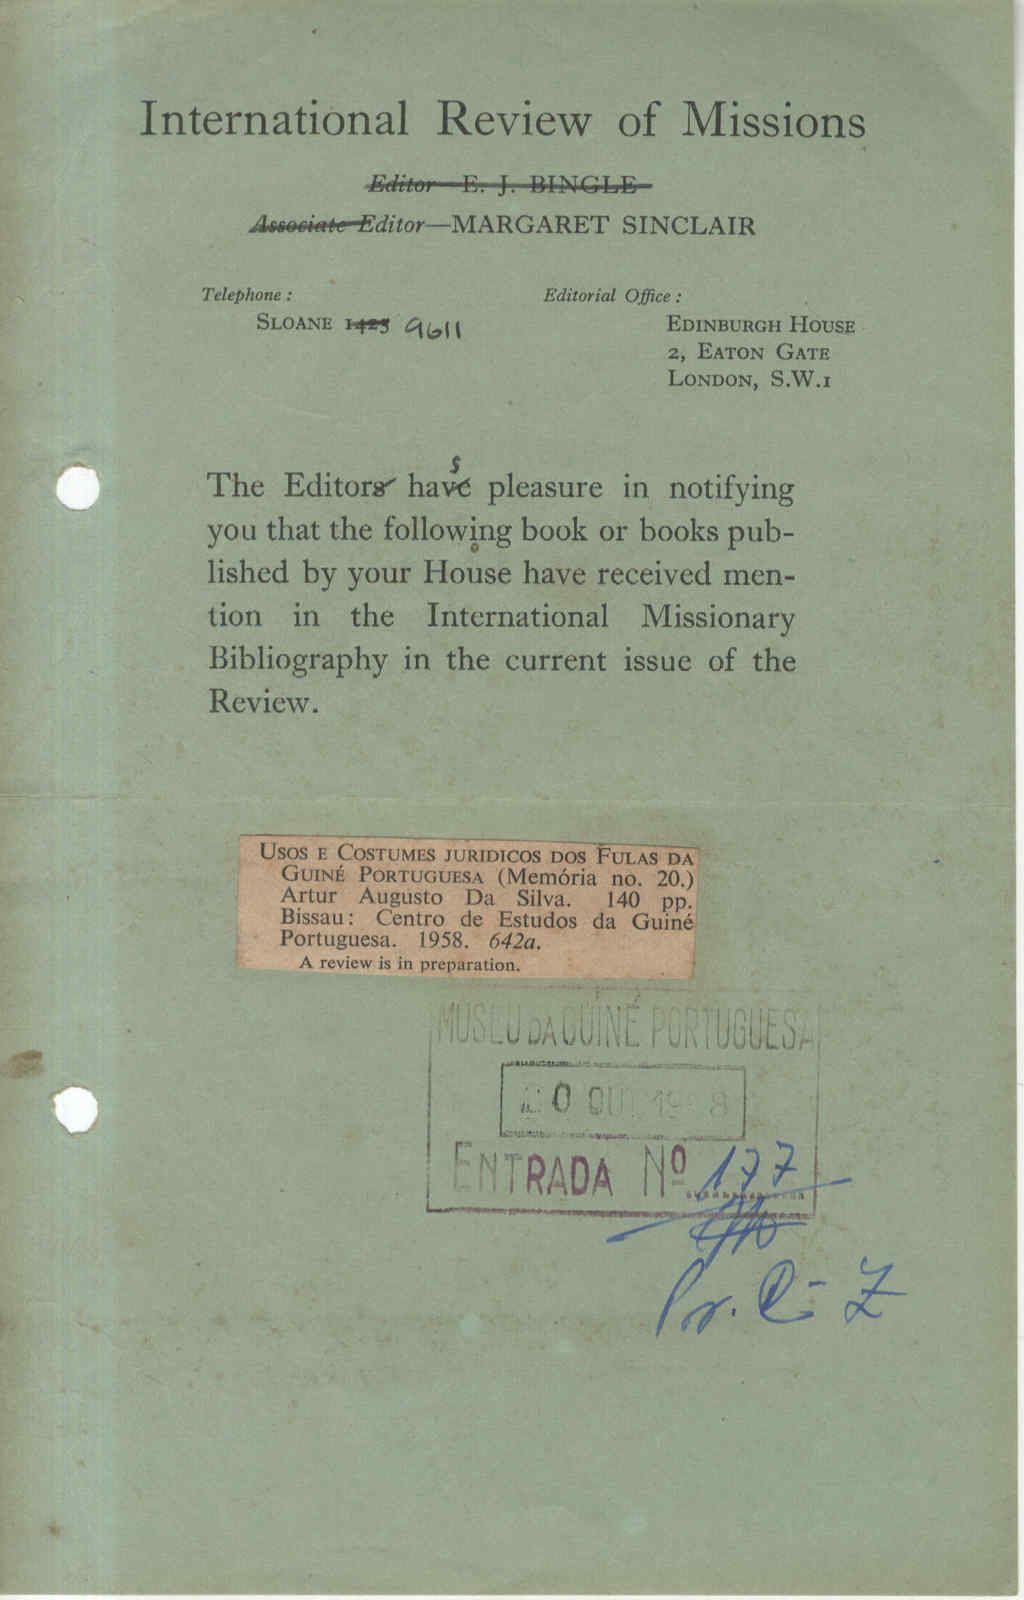 International Review of Missions
Editor—E. J. BINGLE
Associate Editor—MARGARET SINCLAIR
Telephone :
SLOANE 1423 9611
Editorial Office :
EDINBURGH HOUSE
2, EATON GATE
LONDON, S.W.1
s
The Editors have pleasure in notifying
you that the following book or books pub-
lished by your House have received men-
tion in the International Missionary
Bibliography in the current issue of the
Review.
USOS E COSTUMES JURIDICOS DOS FULAS DA
GUINÉ PORTUGUESA (Memória no. 20.)
Artur Augusto Da Silva. 140 pp.
Bissau: Centro de Estudos da Guiné
Portuguesa. 1958. 642a.
A review is in preparation.
MUSEU DA GUINÉ PORTUGUESA
20 OUT. 1958
ENTRADA Nº 177